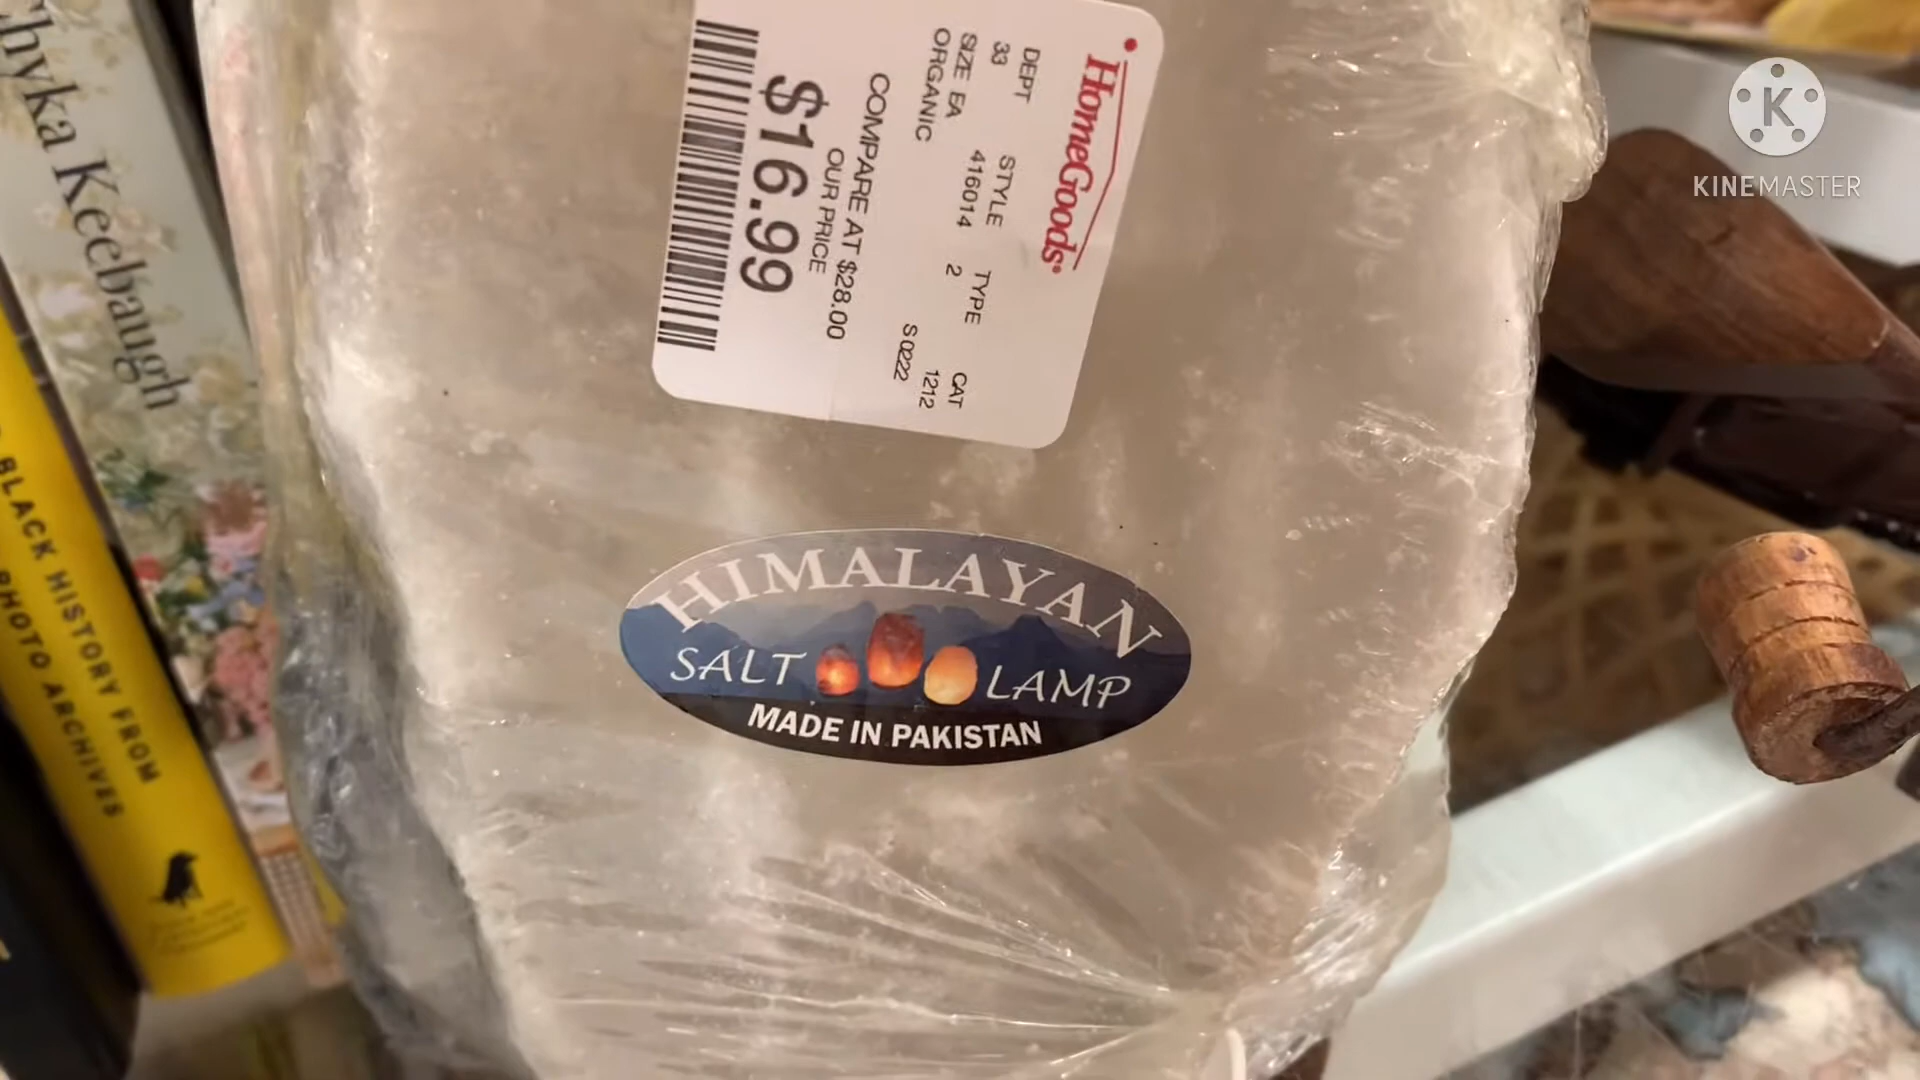 HomeGoods
DEPT STYLE TYPE CAT
33 416014 2 1212
SIZE EA S0222
ORGANIC
COMPARE AT $28.00
OUR PRICE
$16.99
HIMALAYAN
SALT LAMP
MADE IN PAKISTAN
Keebaugh
BLACK HISTORY FROM
PHOTO ARCHIVES
K
KINEMASTER